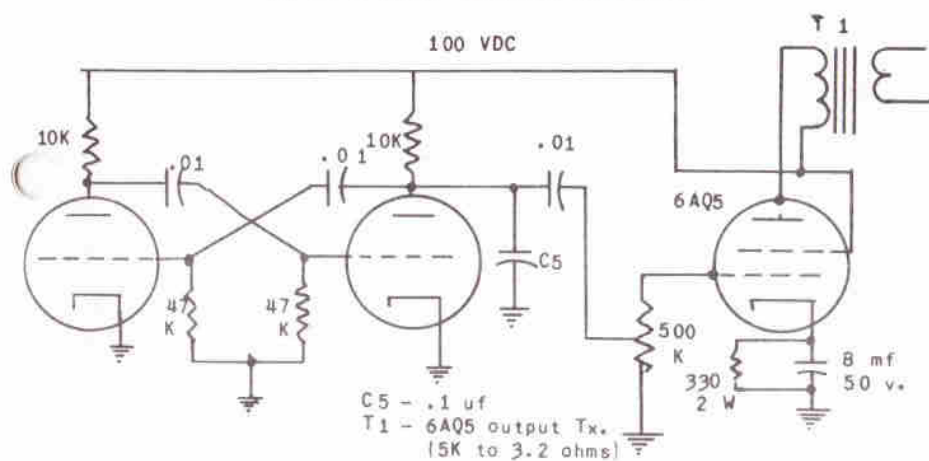 T 1
100 VDC
10K
10K
.01
.01
.01
6AQ5
C5
47
K
47
K
500
K
8 mf
50 v.
330
2 W
C5 - .1 uf
T1 - 6AQ5 output Tx.
(5K to 3.2 ohms)